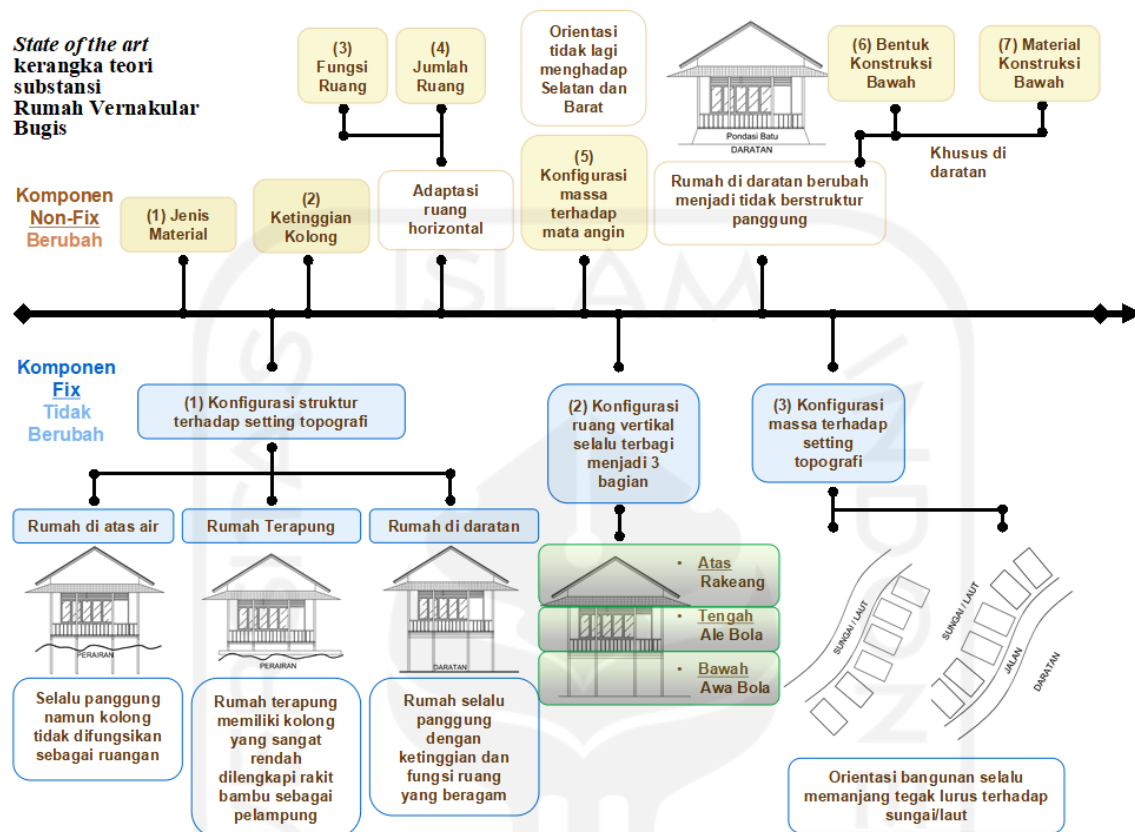 State of the art
kerangka teori
substansi
Rumah Vernakular
Bugis
(3)
Fungsi
Ruang
(4)
Jumlah
Ruang
Orientasi
tidak lagi
menghadap
Selatan dan
Barat
Pondasi Batu
DARATAN
(6) Bentuk
Konstruksi
Bawah
(7) Material
Konstruksi
Bawah
Khusus di
daratan
Komponen
Non-Fix
Berubah
(1) Jenis
Material
(2)
Ketinggian
Kolong
Adaptasi
ruang
horizontal
(5)
Konfigurasi
massa
terhadap
mata angin
Rumah di daratan berubah
menjadi tidak berstruktur
panggung
ISLAM
Komponen
Fix
Tidak
Berubah
(1) Konfigurasi struktur
terhadap setting topografi
(2) Konfigurasi
ruang vertikal
selalu terbagi
menjadi 3
bagian
(3) Konfigurasi
massa terhadap
setting
topografi
Rumah di atas air
Rumah Terapung
Rumah di daratan
PERAIRAN
PERAIRAN
DARATAN
• Atas
Rakeang
• Tengah
Ale Bola
• Bawah
Awa Bola
SUNGAI / LAUT
SUNGAI / LAUT
JALAN
DARATAN
Selalu panggung
namun kolong
tidak difungsikan
sebagai ruangan
Rumah terapung
memiliki kolong
yang sangat
rendah
dilengkapi rakit
bambu sebagai
pelampung
Rumah selalu
panggung
dengan
ketinggian dan
fungsi ruang
yang beragam
Orientasi bangunan selalu
memanjang tegak lurus terhadap
sungai/laut